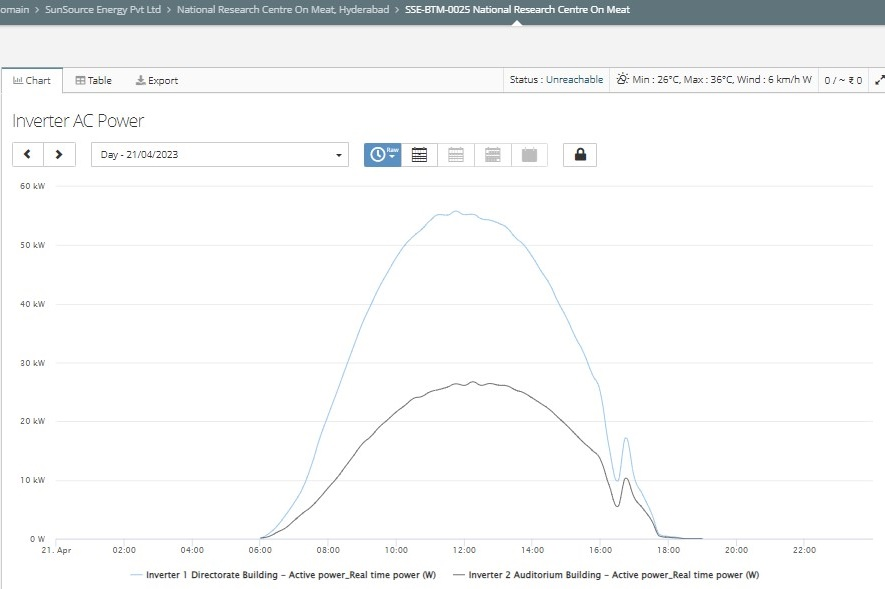 omain > SunSource Energy Pvt Ltd > National Research Centre On Meat, Hyderabad > SSE-BTM-0025 National Research Centre On Meat
Chart Table Export Status : Unreachable Min : 26°C, Max : 36°C, Wind : 6 km/h W 0 / ~ ₹ 0
Inverter AC Power
Day - 21/04/2023 Raw
60 kW
50 kW
40 kW
30 kW
20 kW
10 kW
0 W
21. Apr 02:00 04:00 06:00 08:00 10:00 12:00 14:00 16:00 18:00 20:00 22:00
Inverter 1 Directorate Building - Active power_Real time power (W) Inverter 2 Auditorium Building - Active power_Real time power (W)